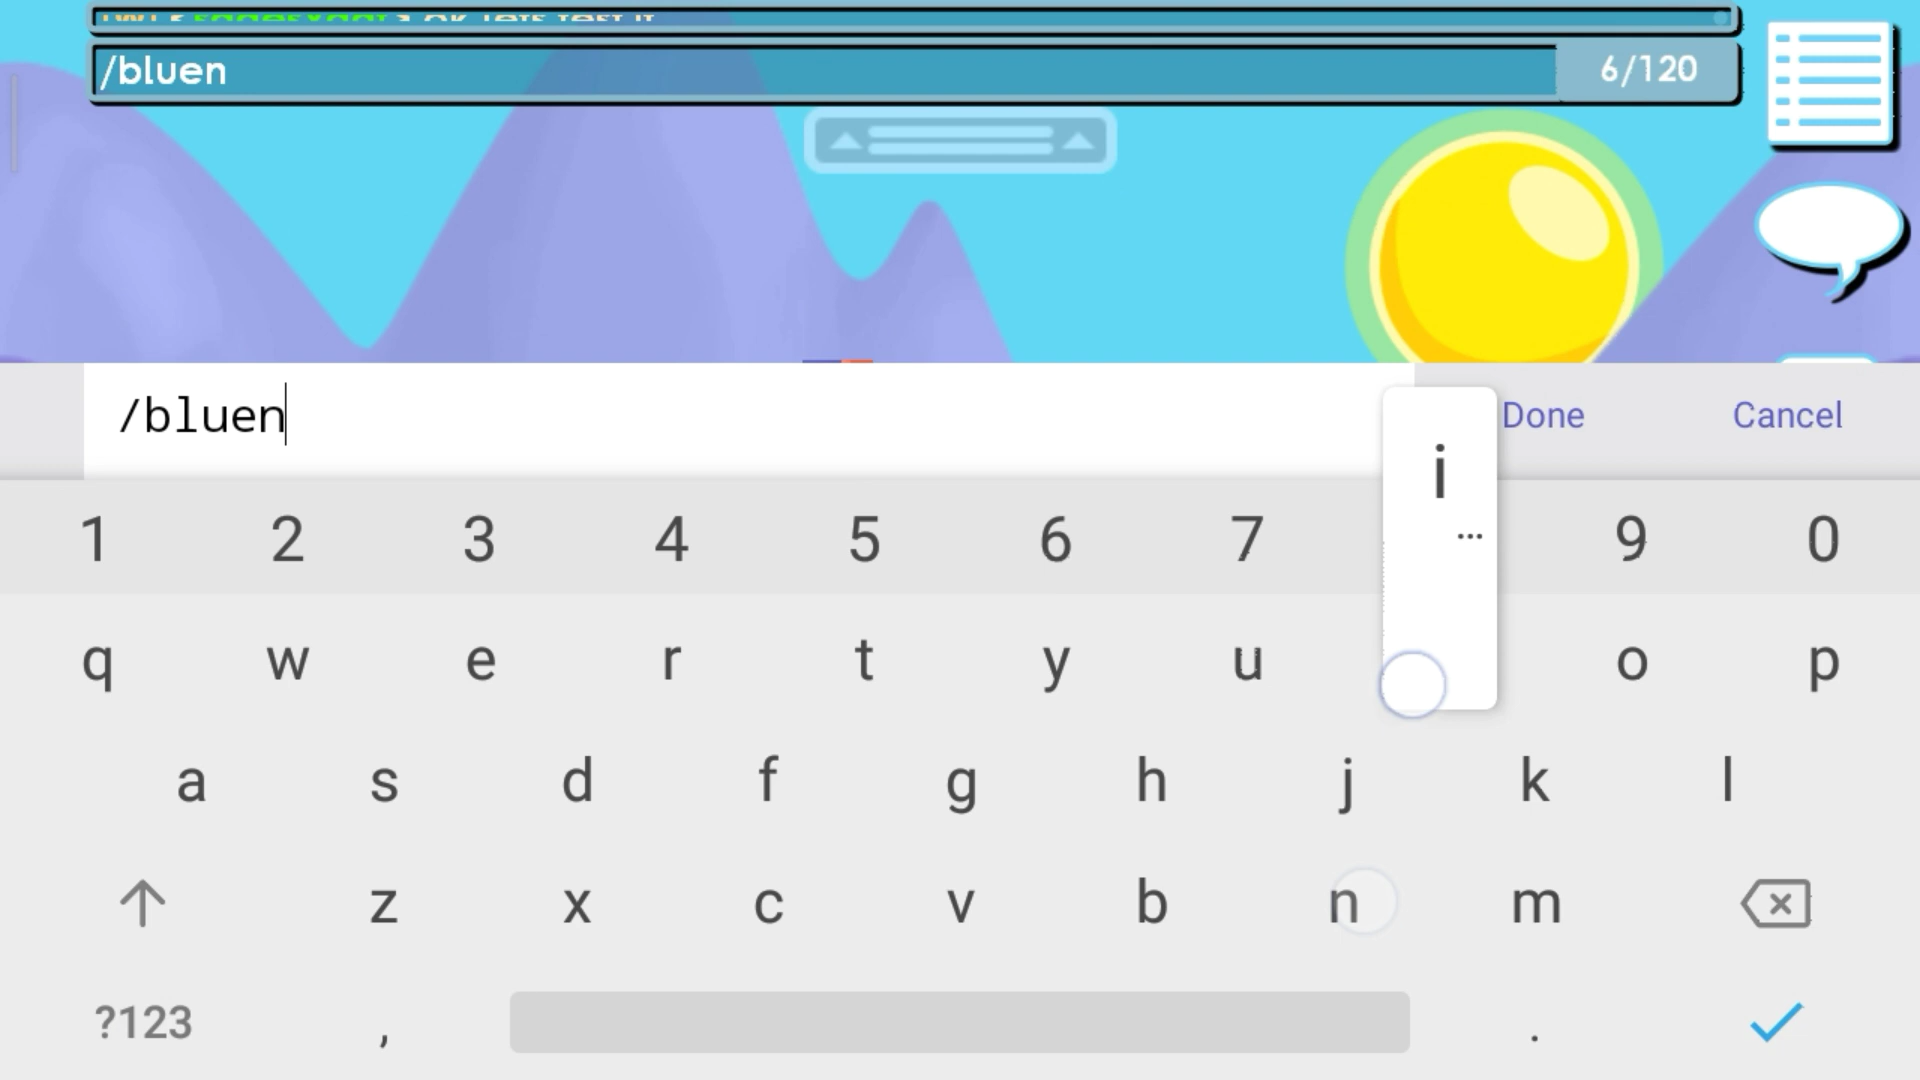 /bluen 6/120
/bluen Done Cancel
i
...
1 2 3 4 5 6 7 9 0
q w e r t y u o p
a s d f g h j k l
z x c v b n m
?123 , .